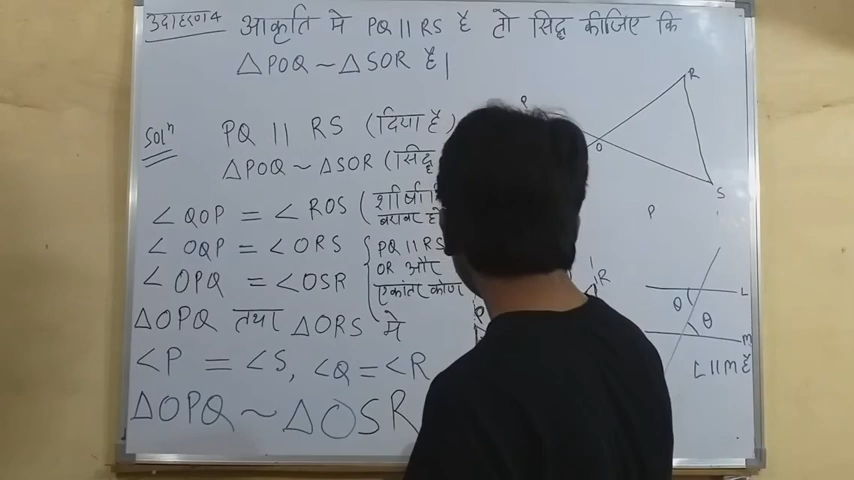 उदाहरण4 आकृति मे PQ || RS है तो सिद्ध कीजिए कि
△POQ ~ △SOR है|
Solⁿ PQ || RS (दिया है)
△POQ ~ △SOR (सिद्ध
∠QOP = ∠ROS
बराबर
∠OQP = ∠ORS { PQ || RS
∠OPQ = ∠OSR OR और
एकांतर कोण
△OPQ तथा △ORS मे
∠P = ∠S, ∠Q = ∠R
△OPQ ~ △OSR
R
O
S
P
R
L
θ
θ
M
L||M है